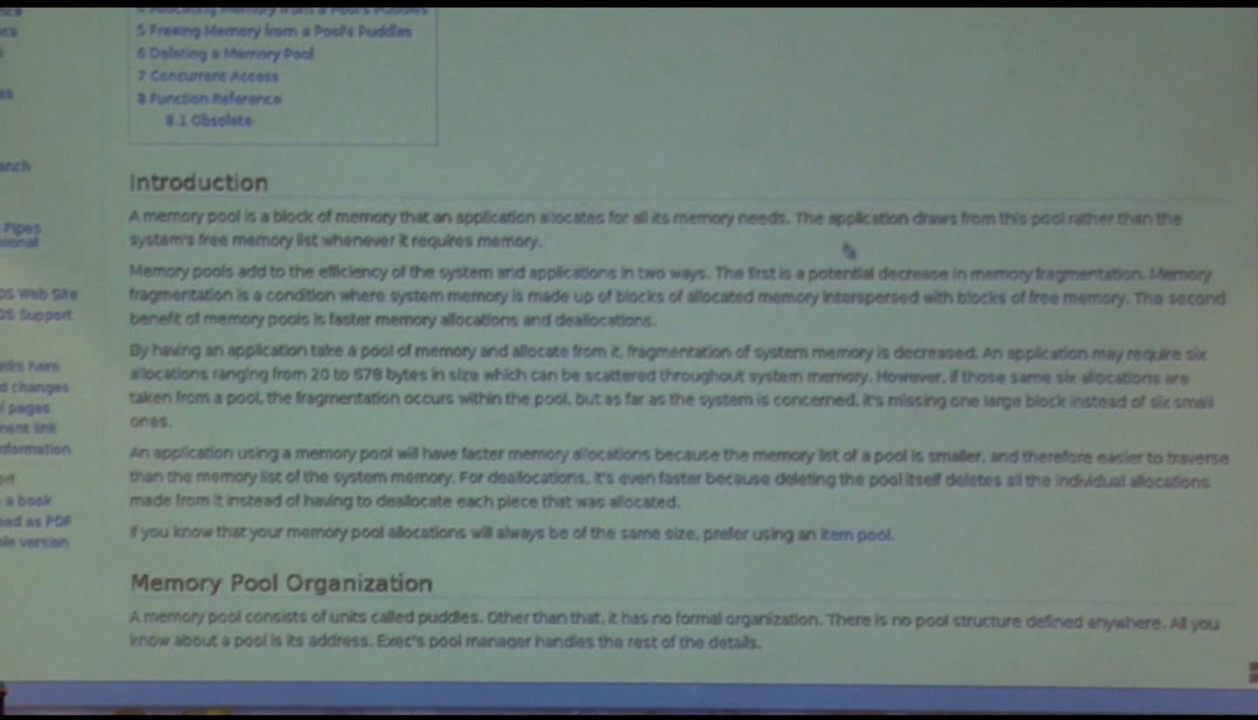 5 Freeing Memory from a Pool's Puddles
6 Deleting a Memory Pool
7 Concurrent Access
8 Function Reference
8.1 Obsolete
Introduction
A memory pool is a block of memory that an application allocates for all its memory needs. The application draws from this pool rather than the
system's free memory list whenever it requires memory.
Memory pools add to the efficiency of the system and applications in two ways. The first is a potential decrease in memory fragmentation. Memory
fragmentation is a condition where system memory is made up of blocks of allocated memory interspersed with blocks of free memory. The second
benefit of memory pools is faster memory allocations and deallocations.
By having an application take a pool of memory and allocate from it, fragmentation of system memory is decreased. An application may require six
allocations ranging from 20 to 678 bytes in size which can be scattered throughout system memory. However, if those same six allocations are
taken from a pool, the fragmentation occurs within the pool, but as far as the system is concerned, it's missing one large block instead of six small
ones.
An application using a memory pool will have faster memory allocations because the memory list of a pool is smaller, and therefore easier to traverse
than the memory list of the system memory. For deallocations, it's even faster because deleting the pool itself deletes all the individual allocations
made from it instead of having to deallocate each piece that was allocated.
If you know that your memory pool allocations will always be of the same size, prefer using an item pool.
Memory Pool Organization
A memory pool consists of units called puddles. Other than that, it has no formal organization. There is no pool structure defined anywhere. All you
know about a pool is its address. Exec's pool manager handles the rest of the details.
Pipes
OS Web Site
OS Support
here
changes
pages
link
a book
as PDF
version